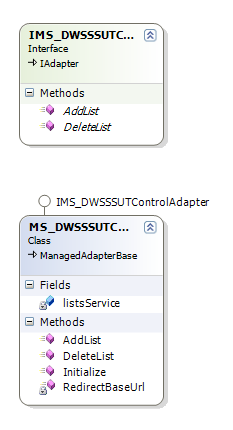 IMS_DWSSSUTC...
Interface
IAdapter
Methods
AddList
DeleteList
IMS_DWSSSUTControlAdapter
MS_DWSSSUTC...
Class
ManagedAdapterBase
Fields
listsService
Methods
AddList
DeleteList
Initialize
RedirectBaseUrl